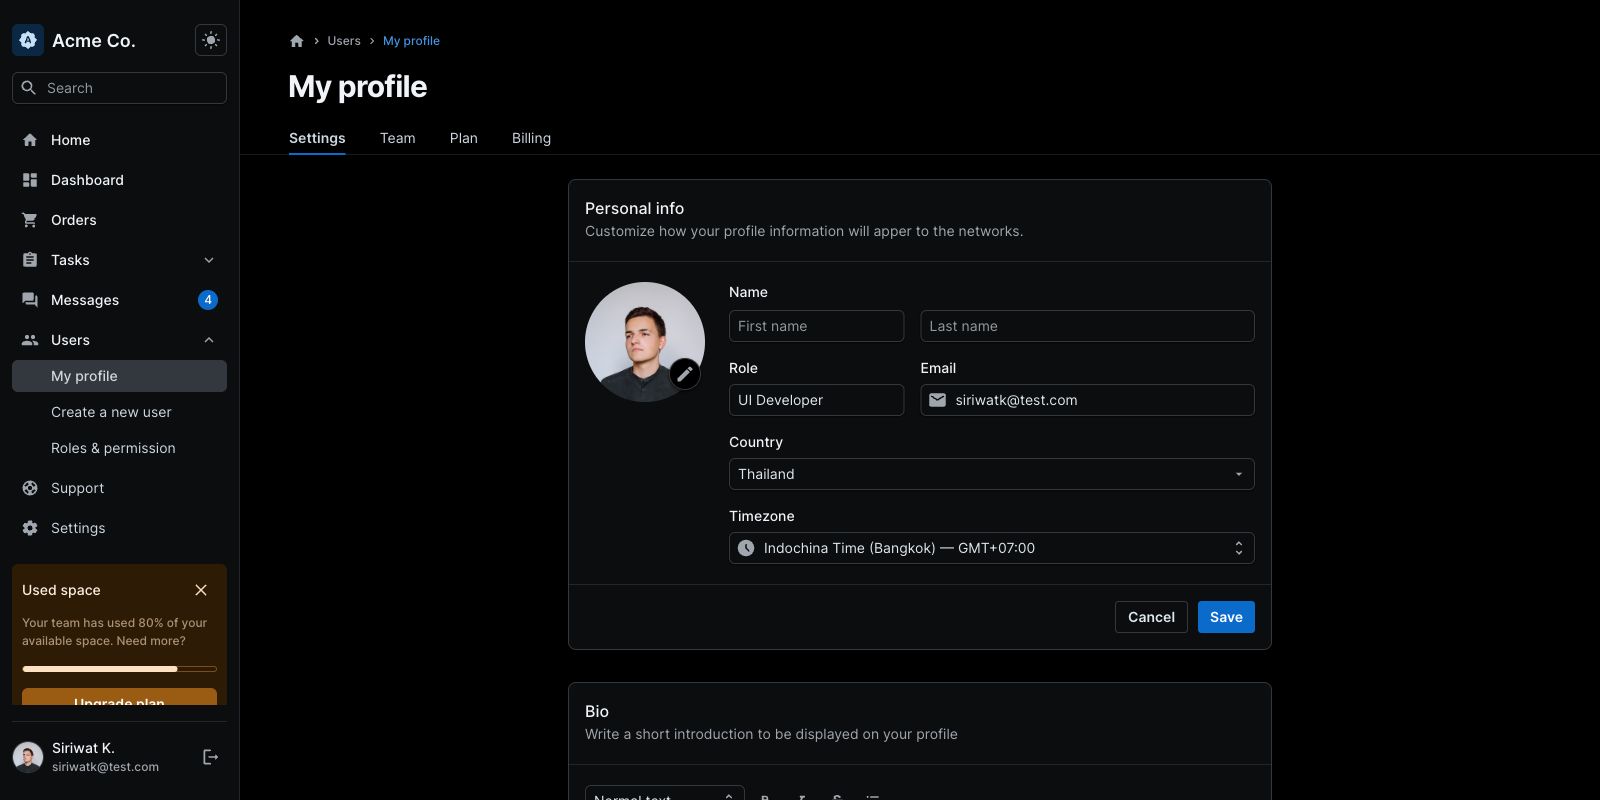 Acme Co.
Search
Home
Dashboard
Orders
Tasks
Messages
4
Users
My profile
Create a new user
Roles & permission
Support
Settings
Used space
Your team has used 80% of your
available space. Need more?
Upgrade plan
Siriwat K.
siriwatk@test.com
Users
My profile
My profile
Settings
Team
Plan
Billing
Personal info
Customize how your profile information will apper to the networks.
Name
First name
Last name
Role
Email
UI Developer
siriwatk@test.com
Country
Thailand
Timezone
Indochina Time (Bangkok) — GMT+07:00
Cancel
Save
Bio
Write a short introduction to be displayed on your profile
Normal text